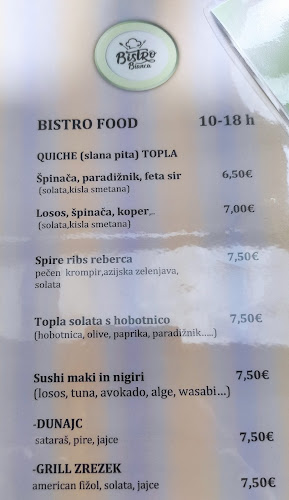 Bistro
Bianca
BISTRO FOOD 10-18 h
QUICHE (slana pita) TOPLA
Špinača, paradižnik, feta sir 6,50€
(solata,kisla smetana)
Losos, špinača, koper,.. 7,00€
(solata,kisla smetana)
Spire ribs reberca 7,50€
pečen krompir,azijska zelenjava,
solata
Topla solata s hobotnico 7,50€
(hobotnica, olive, paprika, paradižnik.....)
Sushi maki in nigiri 7,50€
(losos, tuna, avokado, alge, wasabi...)
-DUNAJC
sataraš, pire, jajce 7,50€
-GRILL ZREZEK
american fižol, solata, jajce 7,50€